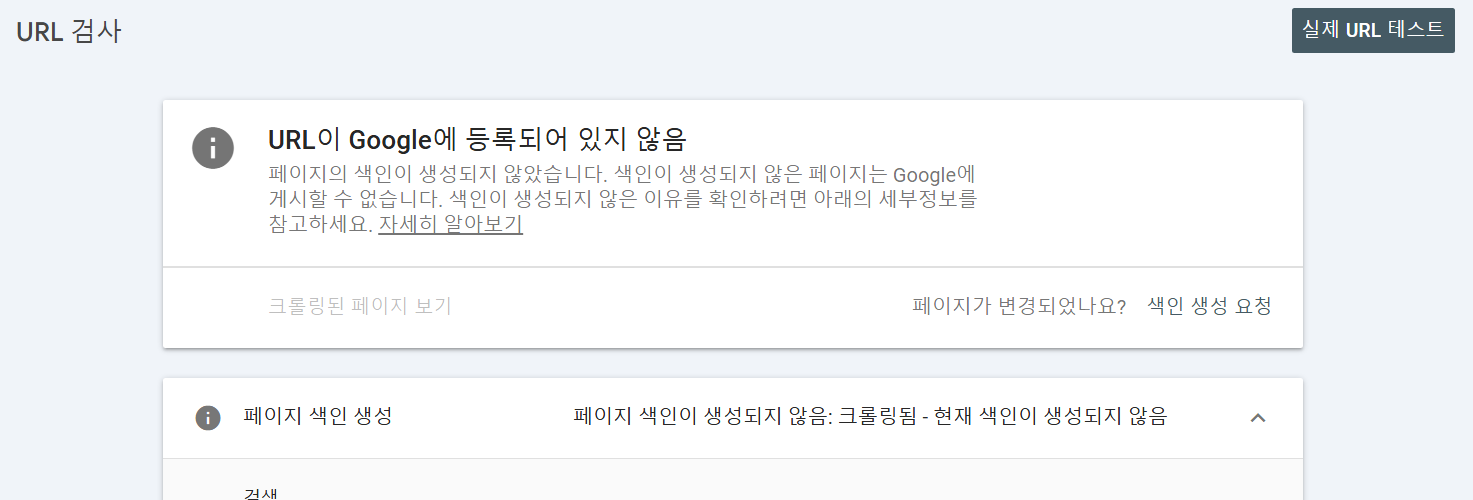 URL 검사
실제 URL 테스트
URL이 Google에 등록되어 있지 않음
페이지의 색인이 생성되지 않았습니다. 색인이 생성되지 않은 페이지는 Google에
게시할 수 없습니다. 색인이 생성되지 않은 이유를 확인하려면 아래의 세부정보를
참고하세요. 자세히 알아보기
크롤링된 페이지 보기
페이지가 변경되었나요? 색인 생성 요청
페이지 색인 생성
페이지 색인이 생성되지 않음: 크롤링됨 - 현재 색인이 생성되지 않음